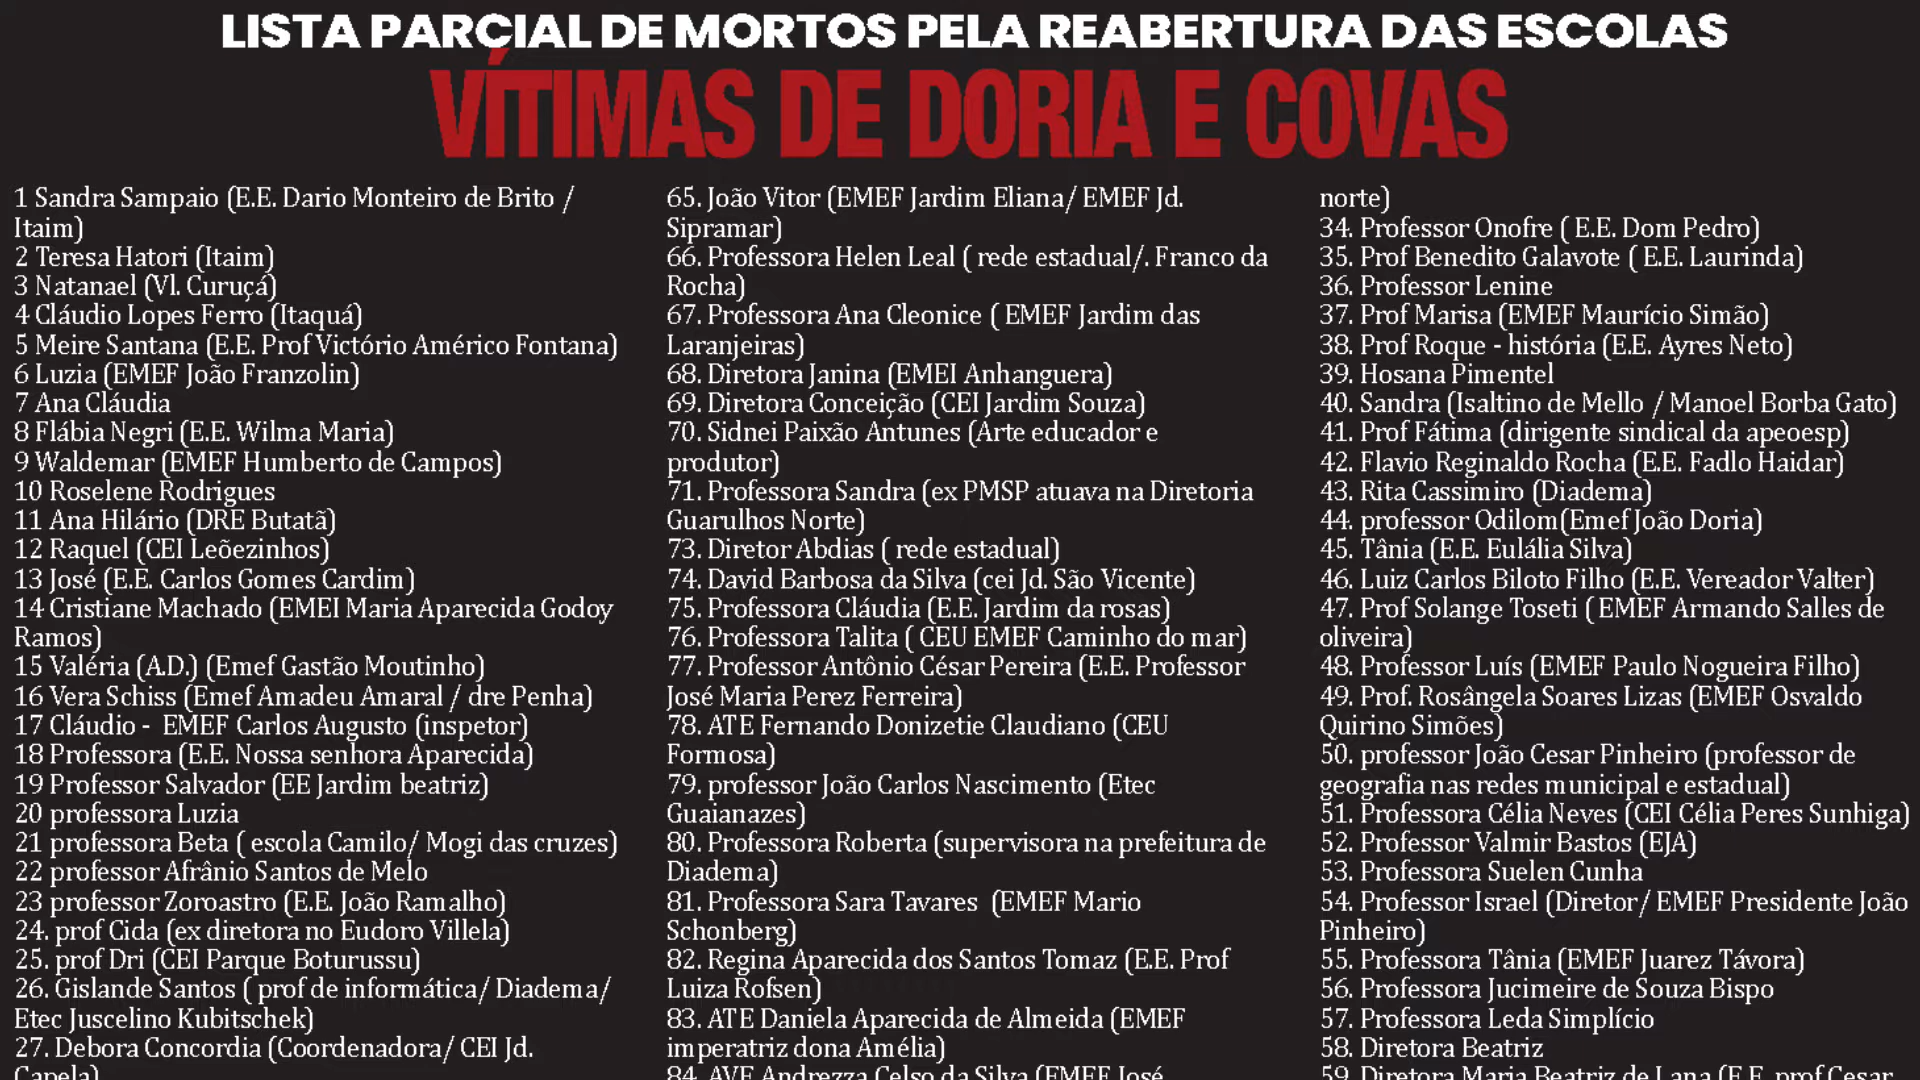 LISTA PARCIAL DE MORTOS PELA REABERTURA DAS ESCOLAS
VÍTIMAS DE DORIA E COVAS
1 Sandra Sampaio (E.E. Dario Monteiro de Brito /
Itaim)
2 Teresa Hatori (Itaim)
3 Natanael (Vl. Curuçá)
4 Cláudio Lopes Ferro (Itaquá)
5 Meire Santana (E.E. Prof Victório Américo Fontana)
6 Luzia (EMEF João Franzolin)
7 Ana Cláudia
8 Flábia Negri (E.E. Wilma Maria)
9 Waldemar (EMEF Humberto de Campos)
10 Roselene Rodrigues
11 Ana Hilário (DRE Butatã)
12 Raquel (CEI Leõezinhos)
13 José (E.E. Carlos Gomes Cardim)
14 Cristiane Machado (EMEI Maria Aparecida Godoy
Ramos)
15 Valéria (A.D.) (Emef Gastão Moutinho)
16 Vera Schiss (Emef Amadeu Amaral / dre Penha)
17 Cláudio -  EMEF Carlos Augusto (inspetor)
18 Professora (E.E. Nossa senhora Aparecida)
19 Professor Salvador (EE Jardim beatriz)
20 professora Luzia
21 professora Beta ( escola Camilo/ Mogi das cruzes)
22 professor Afrânio Santos de Melo
23 professor Zoroastro (E.E. João Ramalho)
24. prof Cida (ex diretora no Eudoro Villela)
25. prof Dri (CEI Parque Boturussu)
26. Gislande Santos ( prof de informática/ Diadema/
Etec Juscelino Kubitschek)
27. Debora Concordia (Coordenadora/ CEI Jd.
Capela)
65. João Vitor (EMEF Jardim Eliana/ EMEF Jd.
Sipramar)
66. Professora Helen Leal ( rede estadual/. Franco da
Rocha)
67. Professora Ana Cleonice ( EMEF Jardim das
Laranjeiras)
68. Diretora Janina (EMEI Anhanguera)
69. Diretora Conceição (CEI Jardim Souza)
70. Sidnei Paixão Antunes (Arte educador e
produtor)
71. Professora Sandra (ex PMSP atuava na Diretoria
Guarulhos Norte)
73. Diretor Abdias ( rede estadual)
74. David Barbosa da Silva (cei Jd. São Vicente)
75. Professora Cláudia (E.E. Jardim da rosas)
76. Professora Talita ( CEU EMEF Caminho do mar)
77. Professor Antônio César Pereira (E.E. Professor
José Maria Perez Ferreira)
78. ATE Fernando Donizetie Claudiano (CEU
Formosa)
79. professor João Carlos Nascimento (Etec
Guaianazes)
80. Professora Roberta (supervisora na prefeitura de
Diadema)
81. Professora Sara Tavares  (EMEF Mario
Schonberg)
82. Regina Aparecida dos Santos Tomaz (E.E. Prof
Luiza Rofsen)
83. ATE Daniela Aparecida de Almeida (EMEF
imperatriz dona Amélia)
84. AVE Andrezza Celso da Silva (EMEF José
norte)
34. Professor Onofre ( E.E. Dom Pedro)
35. Prof Benedito Galavote ( E.E. Laurinda)
36. Professor Lenine
37. Prof Marisa (EMEF Maurício Simão)
38. Prof Roque - história (E.E. Ayres Neto)
39. Hosana Pimentel
40. Sandra (Isaltino de Mello / Manoel Borba Gato)
41. Prof Fátima (dirigente sindical da apeoesp)
42. Flavio Reginaldo Rocha (E.E. Fadlo Haidar)
43. Rita Cassimiro (Diadema)
44. professor Odilom(Emef João Doria)
45. Tânia (E.E. Eulália Silva)
46. Luiz Carlos Biloto Filho (E.E. Vereador Valter)
47. Prof Solange Toseti ( EMEF Armando Salles de
oliveira)
48. Professor Luís (EMEF Paulo Nogueira Filho)
49. Prof. Rosângela Soares Lizas (EMEF Osvaldo
Quirino Simões)
50. professor João Cesar Pinheiro (professor de
geografia nas redes municipal e estadual)
51. Professora Célia Neves (CEI Célia Peres Sunhiga)
52. Professor Valmir Bastos (EJA)
53. Professora Suelen Cunha
54. Professor Israel (Diretor/ EMEF Presidente João
Pinheiro)
55. Professora Tânia (EMEF Juarez Távora)
56. Professora Jucimeire de Souza Bispo
57. Professora Leda Simplício
58. Diretora Beatriz
59. Diretora Maria Beatriz de Lana (E.E. prof Cesar